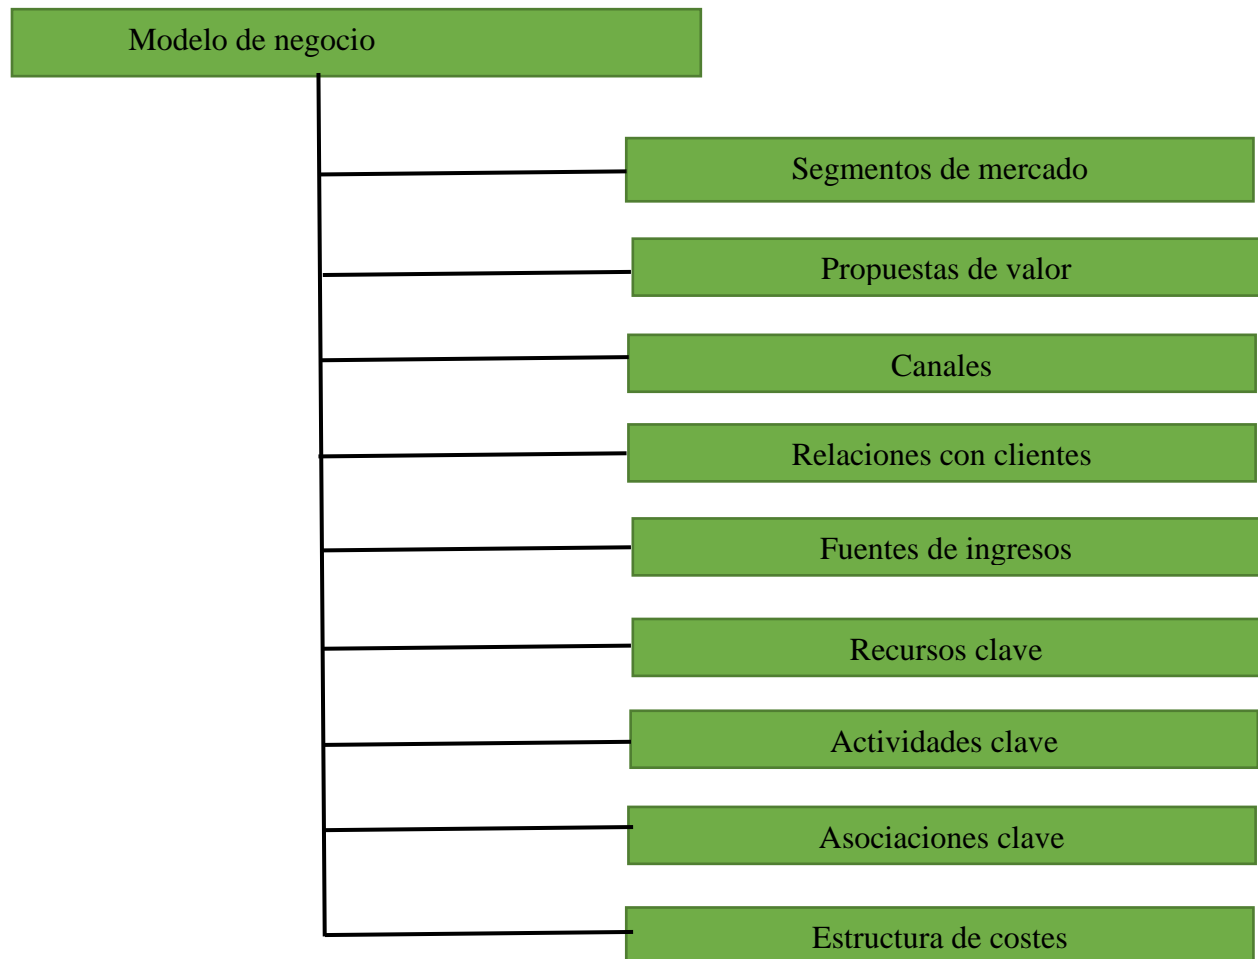 Modelo de negocio
Segmentos de mercado
Propuestas de valor
Canales
Relaciones con clientes
Fuentes de ingresos
Recursos clave
Actividades clave
Asociaciones clave
Estructura de costes